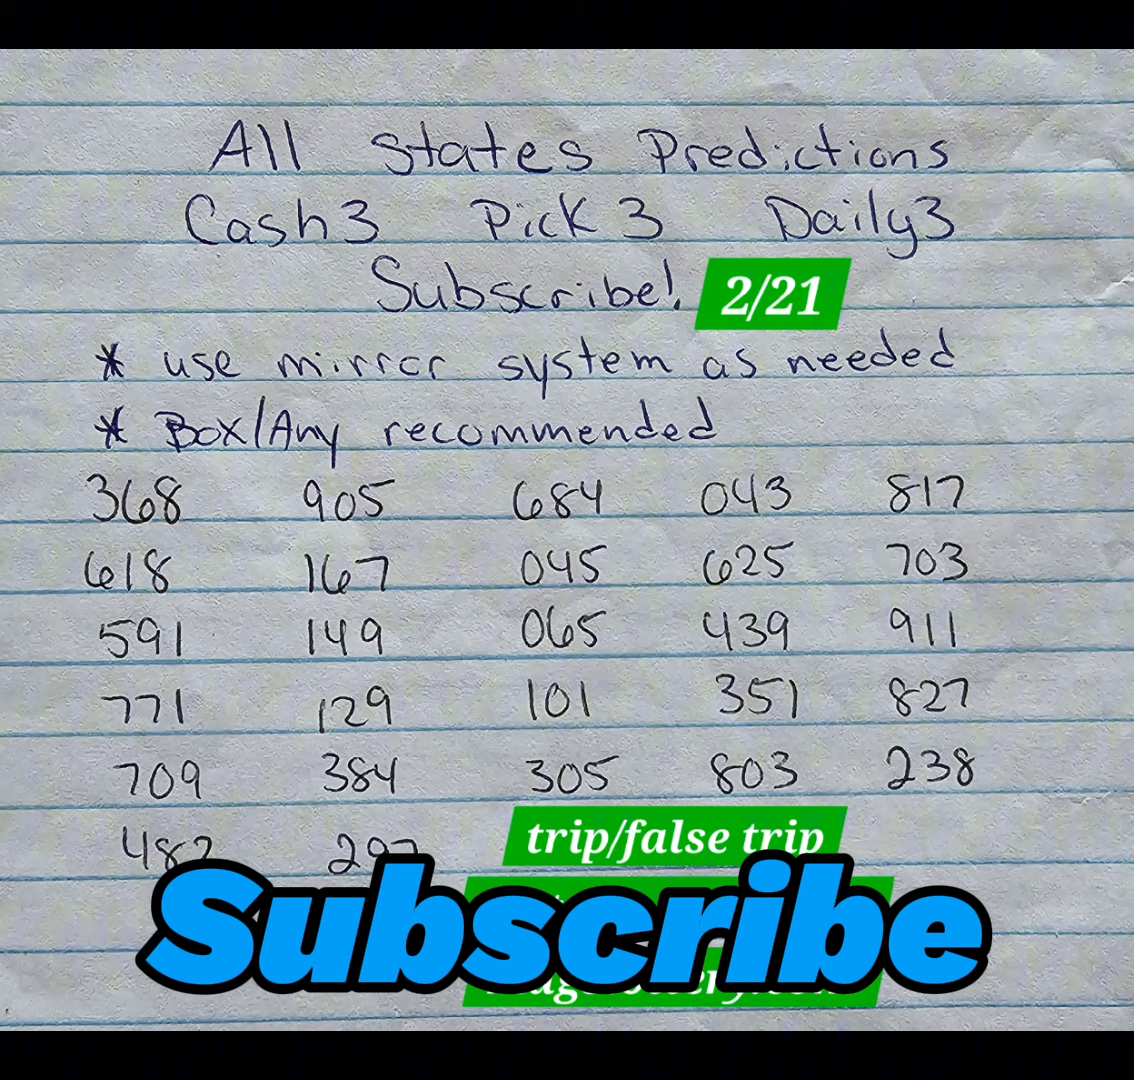 All states Predictions
Cash3 Pick 3 Daily3
Subscribe! 2/21
* use mirror system as needed
* Box/Any recommended
368 905 684 043 817
618 167 045 625 703
591 149 065 439 911
771 129 101 351 827
709 384 305 803 238
trip/false trip
Subscribe